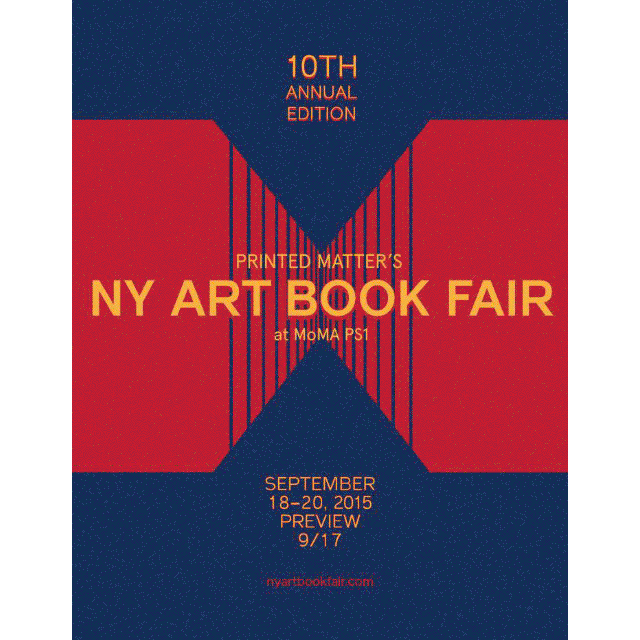 10TH
ANNUAL
EDITION
PRINTED MATTER'S
NY ART BOOK FAIR
at MoMA PS1
SEPTEMBER
18–20, 2015
PREVIEW
9/17
nyartbookfair.com